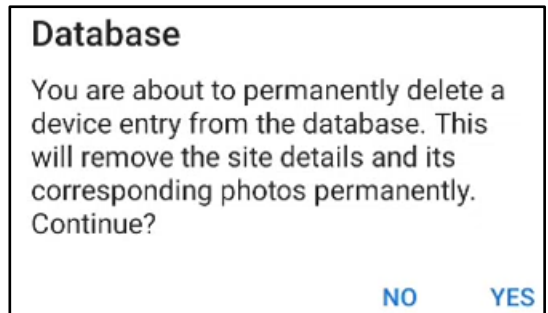 Database
You are about to permanently delete a
device entry from the database. This
will remove the site details and its
corresponding photos permanently.
Continue?
NO YES